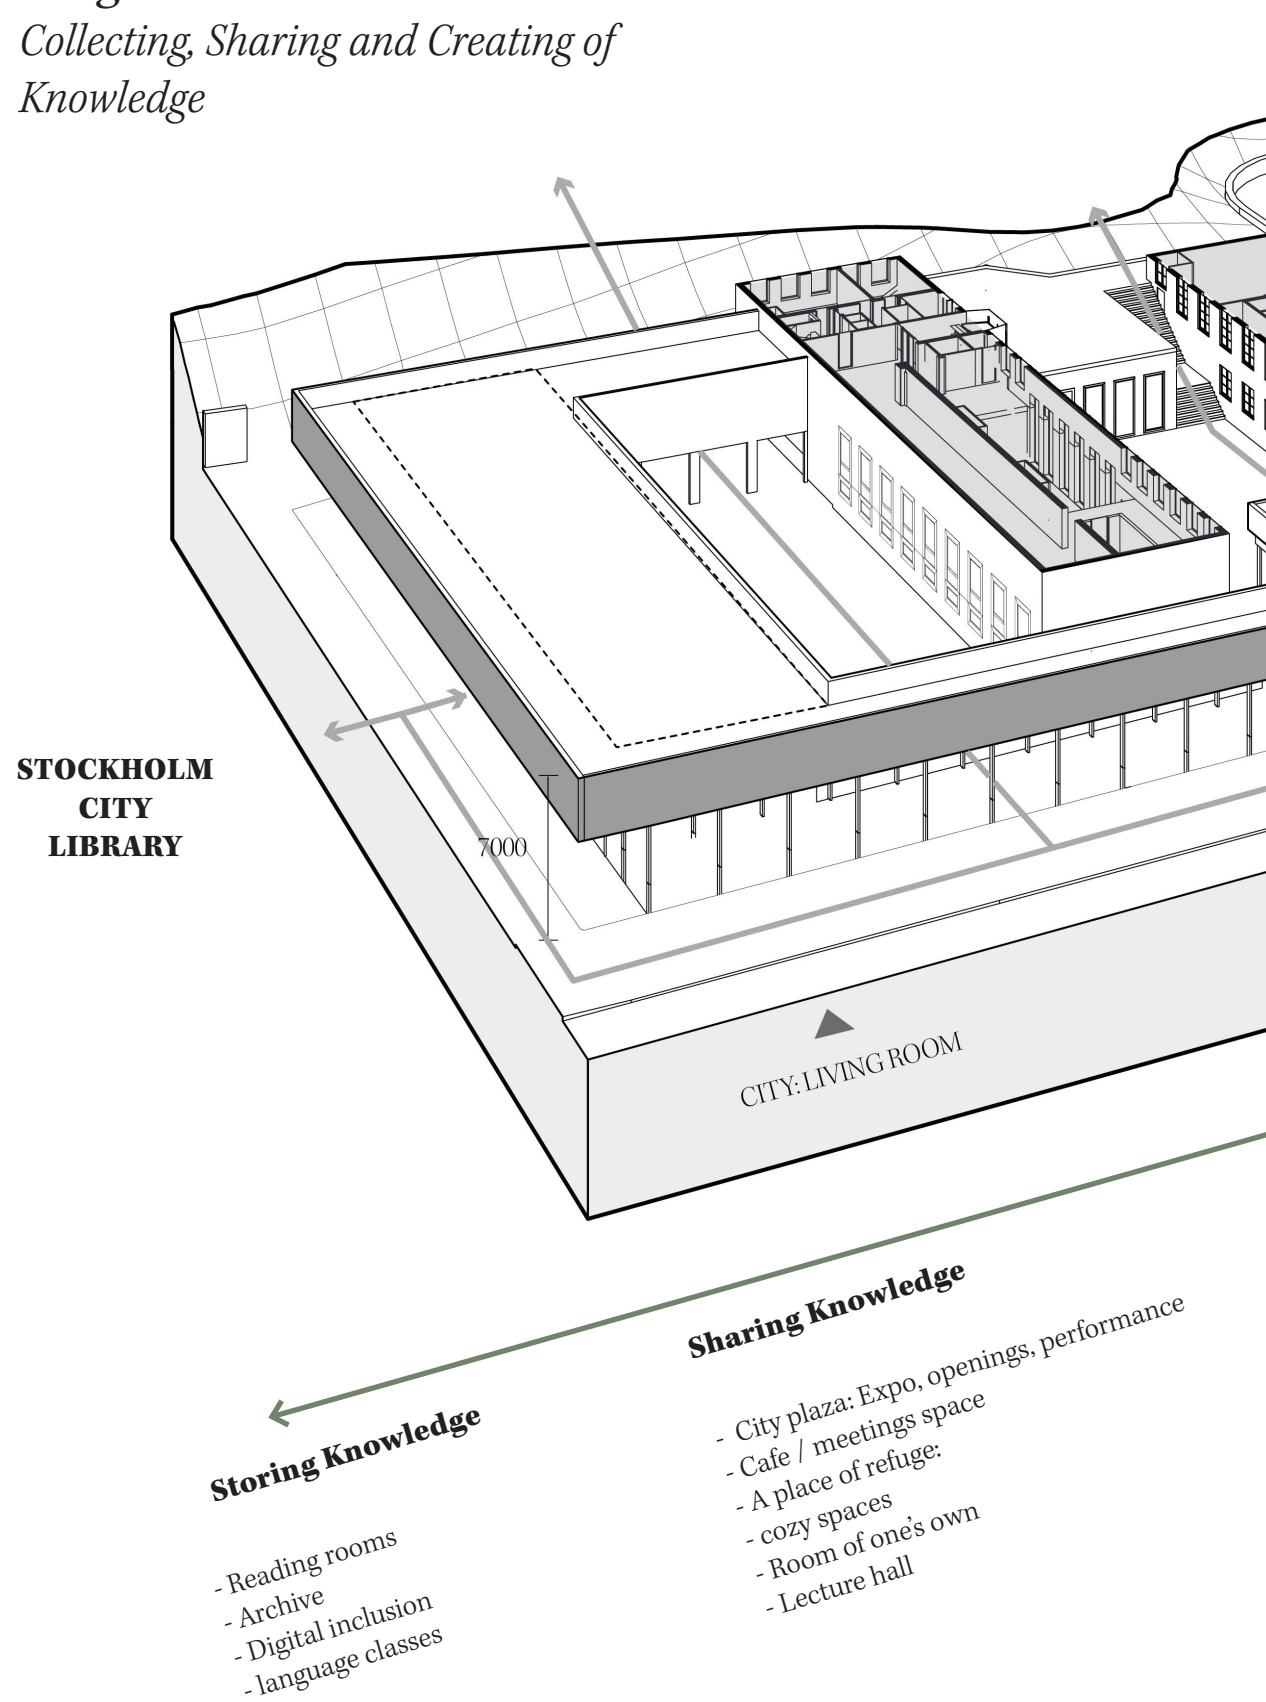 Collecting, Sharing and Creating of
Knowledge
STOCKHOLM
CITY
LIBRARY
7000
CITY: LIVING ROOM
Sharing Knowledge
- City plaza: Expo, openings, performance
- Cafe / meetings space
- A place of refuge:
- cozy spaces
- Room of one's own
- Lecture hall
Storing Knowledge
- Reading rooms
- Archive
- Digital inclusion
- language classes